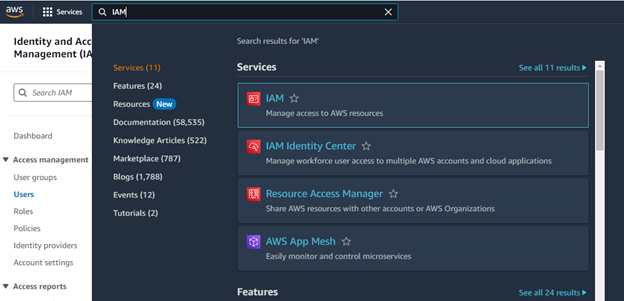 aws
Services
IAM
Identity and Acc
Management (IA
Search IAM
Dashboard
Access management
User groups
Users
Roles
Policies
Identity providers
Account settings
Access reports
Search results for 'IAM'
Services (11)
Features (24)
Resources New
Documentation (58,535)
Knowledge Articles (522)
Marketplace (787)
Blogs (1,788)
Events (12)
Tutorials (2)
Services
See all 11 results
IAM
Manage access to AWS resources
IAM Identity Center
Manage workforce user access to multiple AWS accounts and cloud applications
Resource Access Manager
Share AWS resources with other accounts or AWS Organizations
AWS App Mesh
Easily monitor and control microservices
Features
See all 24 results